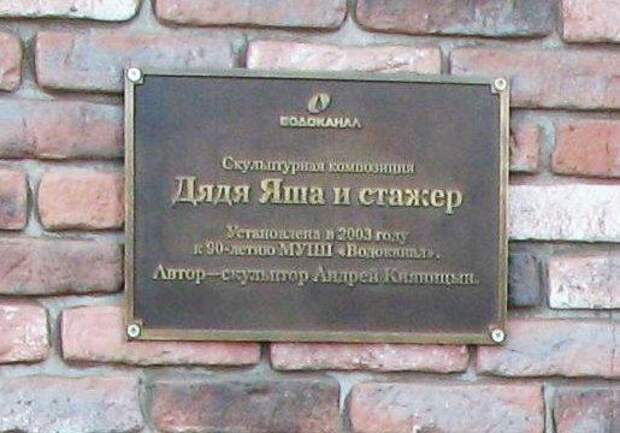 ВОДОКАНАЛ
Скульптурная композиция
Дядя Яша и стажер
Установлена в 2003 году
к 90-летию МУПП «Водоканал».
Автор—скульптор Андрей Кияницын.